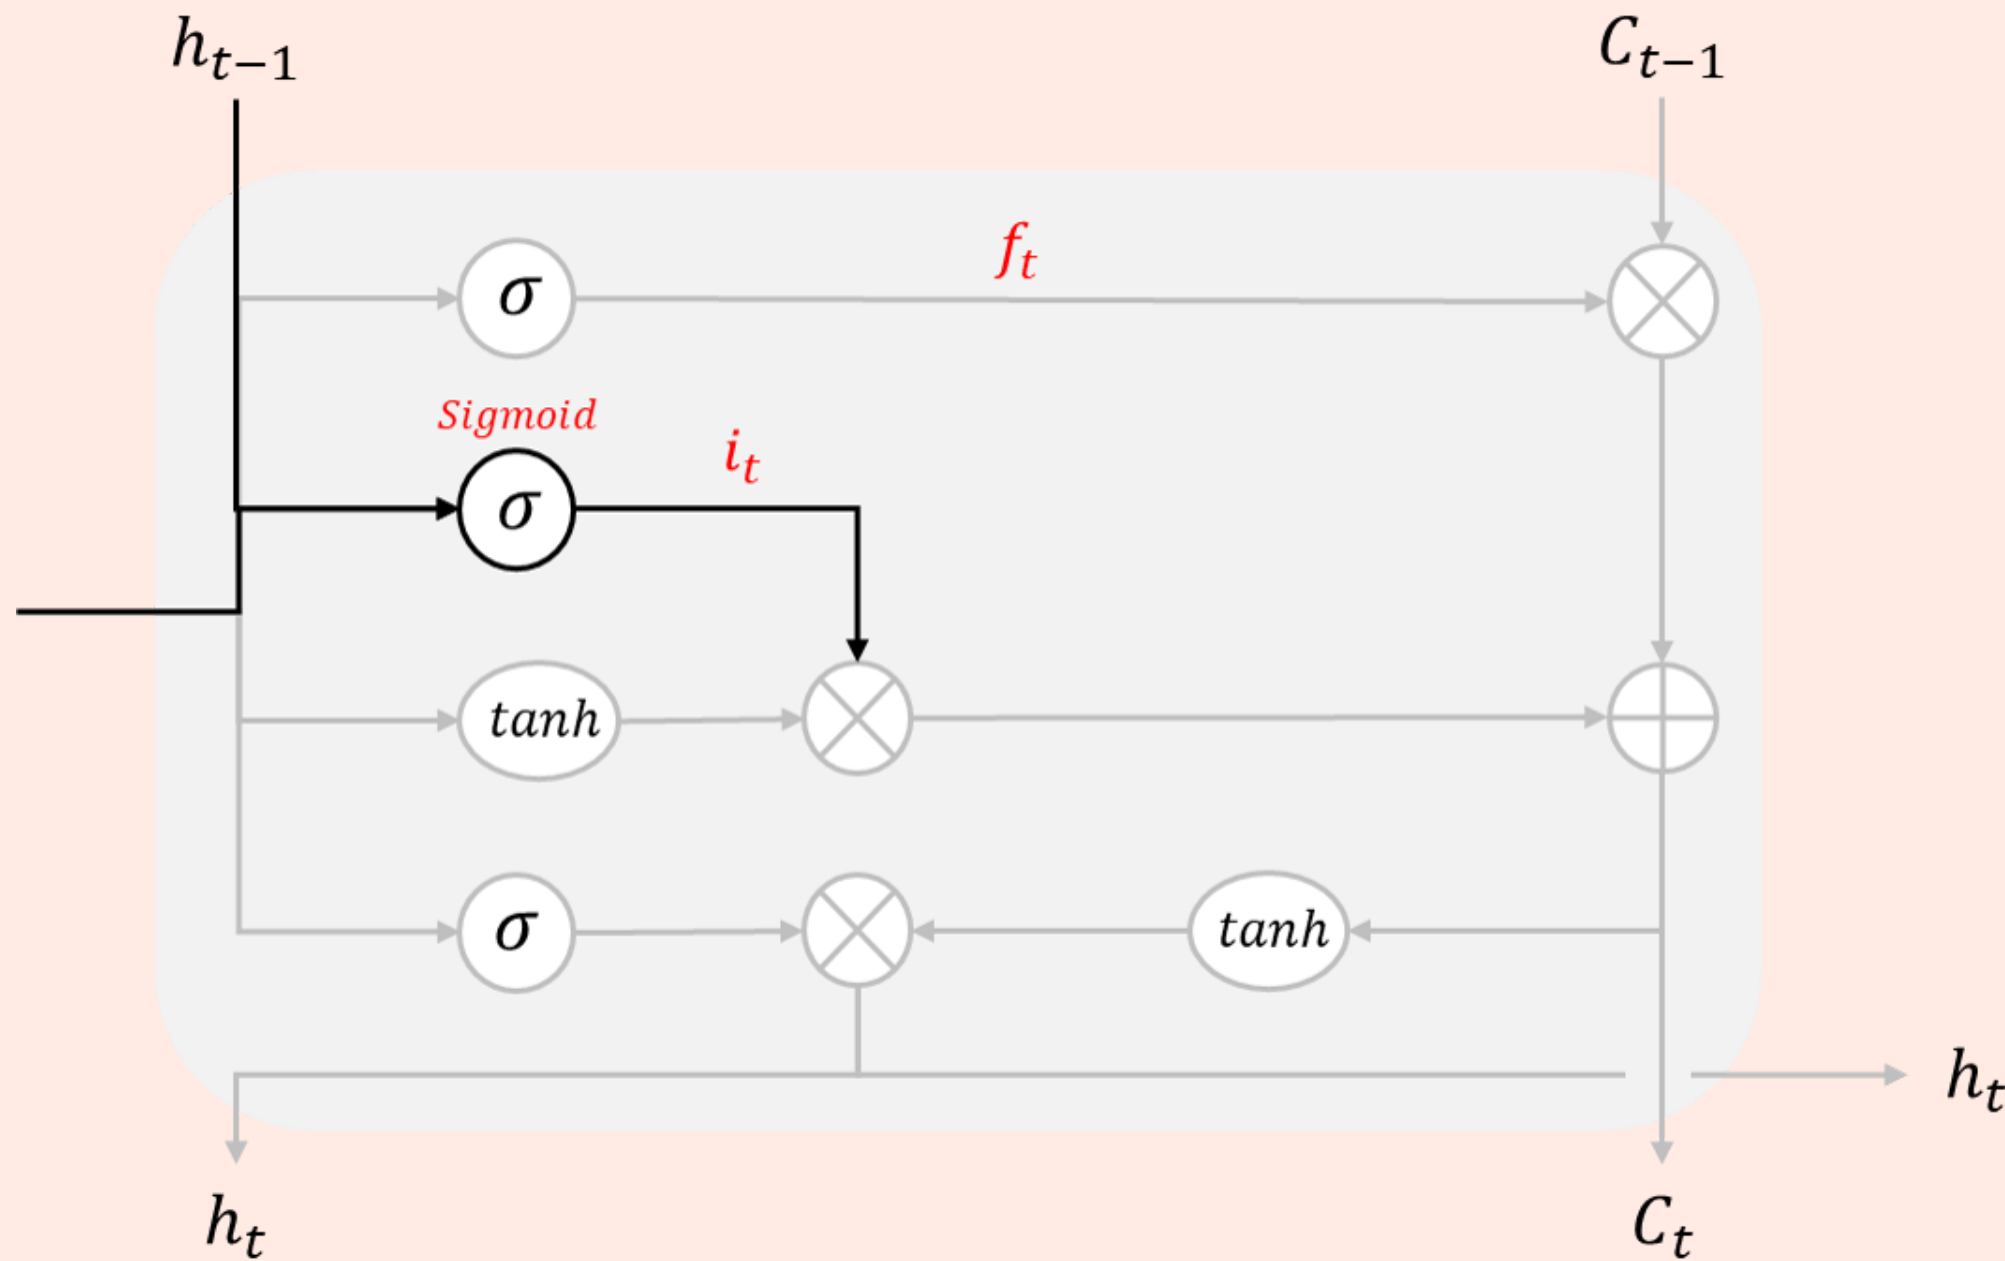 h_{t-1}
C_{t-1}
f_t
σ
Sigmoid
i_t
σ
tanh
σ
tanh
h_t
h_t
C_t